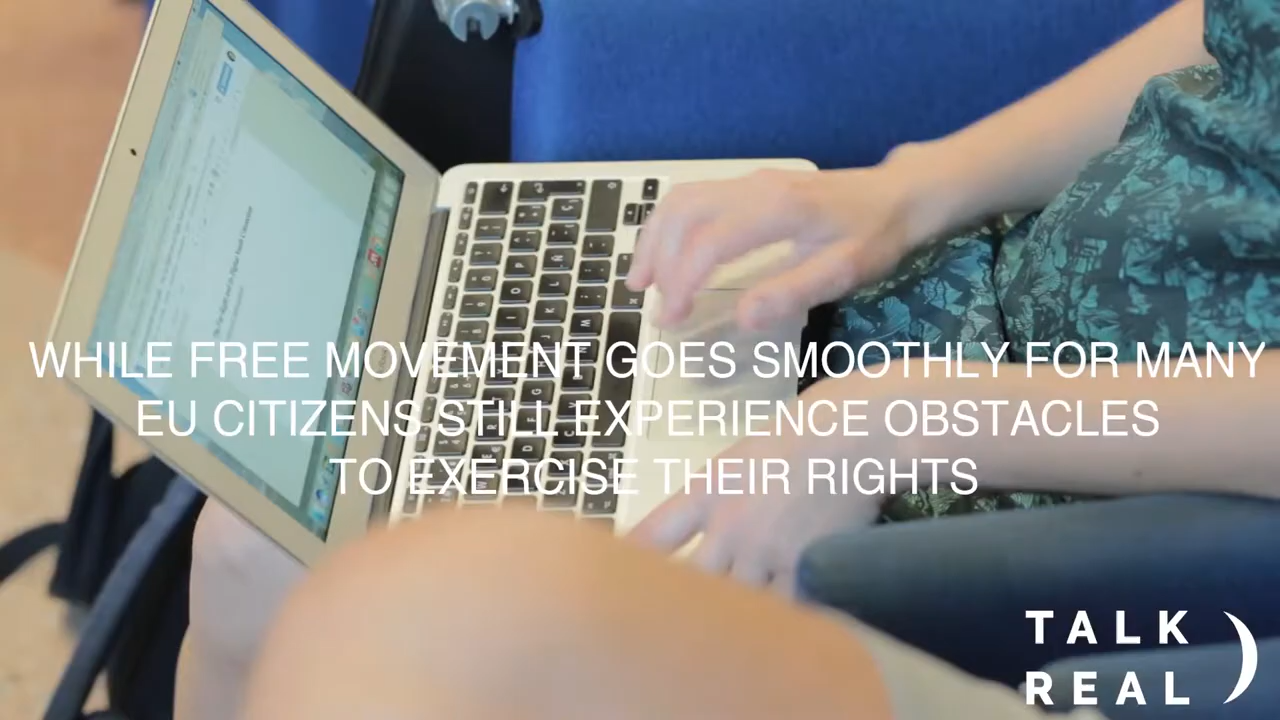 WHILE FREE MOVEMENT GOES SMOOTHLY FOR MANY
EU CITIZENS STILL EXPERIENCE OBSTACLES
TO EXERCISE THEIR RIGHTS
TALK
REAL